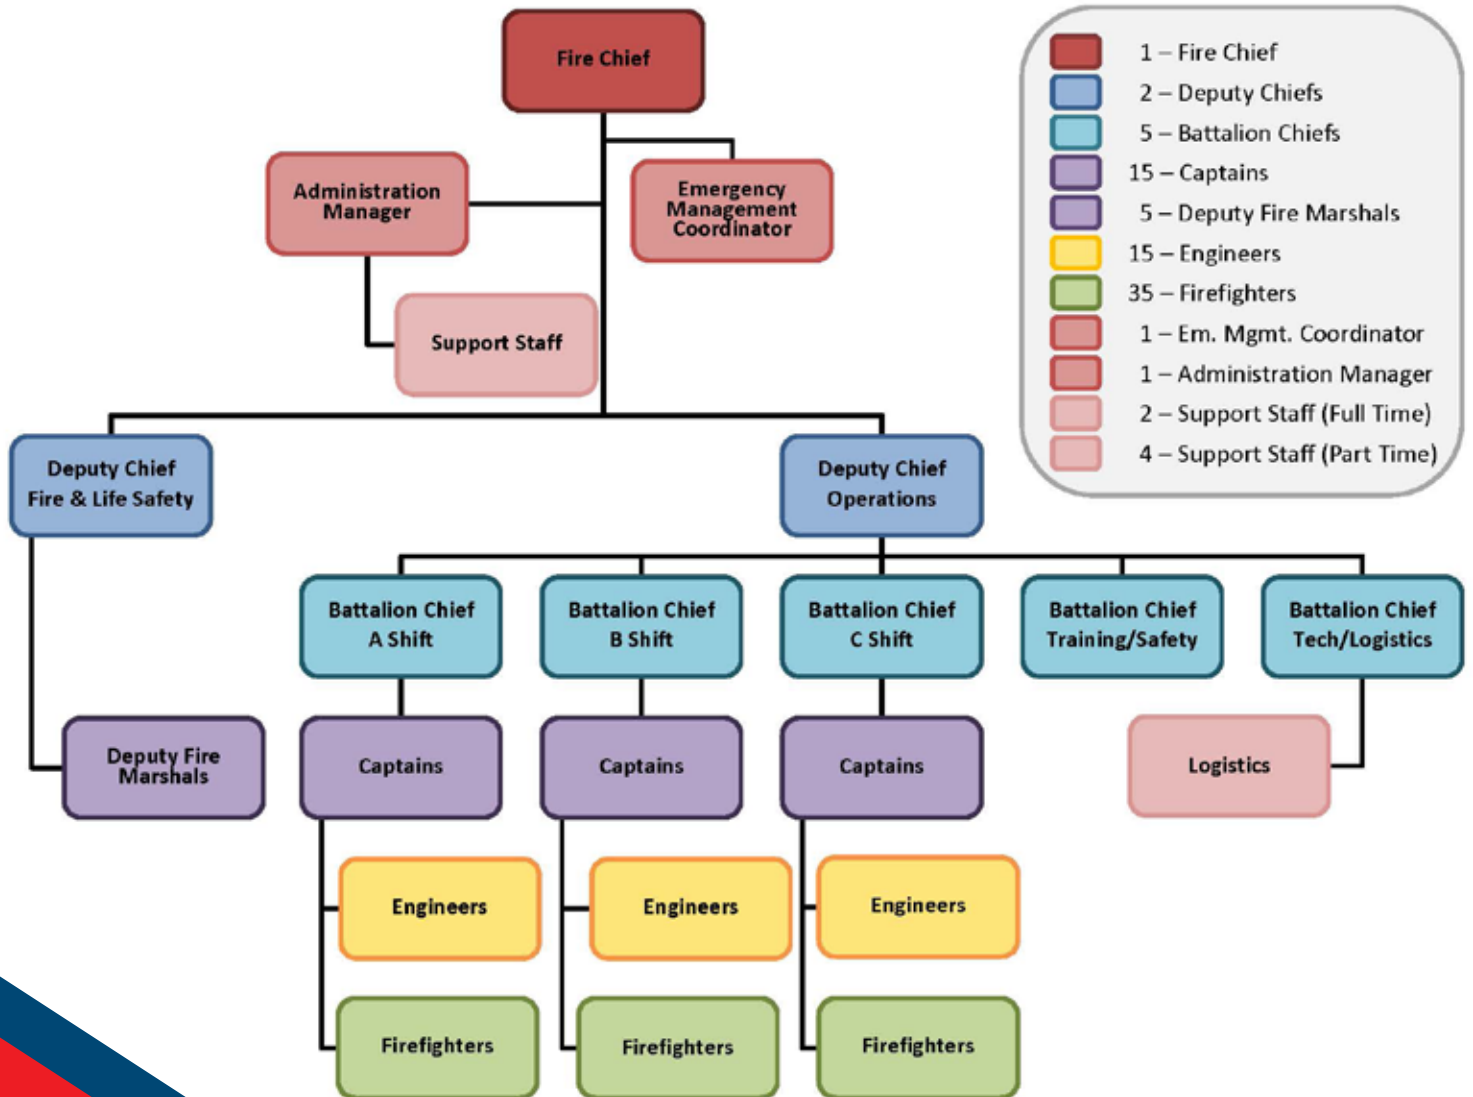 Fire Chief
Administration
Manager
Emergency
Management
Coordinator
Support Staff
1 – Fire Chief
2 – Deputy Chiefs
5 – Battalion Chiefs
15 – Captains
5 – Deputy Fire Marshals
15 – Engineers
35 – Firefighters
1 – Em. Mgmt. Coordinator
1 – Administration Manager
2 – Support Staff (Full Time)
4 – Support Staff (Part Time)
Deputy Chief
Fire & Life Safety
Deputy Chief
Operations
Battalion Chief
A Shift
Battalion Chief
B Shift
Battalion Chief
C Shift
Battalion Chief
Training/Safety
Battalion Chief
Tech/Logistics
Deputy Fire
Marshals
Captains
Captains
Captains
Logistics
Engineers
Engineers
Engineers
Firefighters
Firefighters
Firefighters